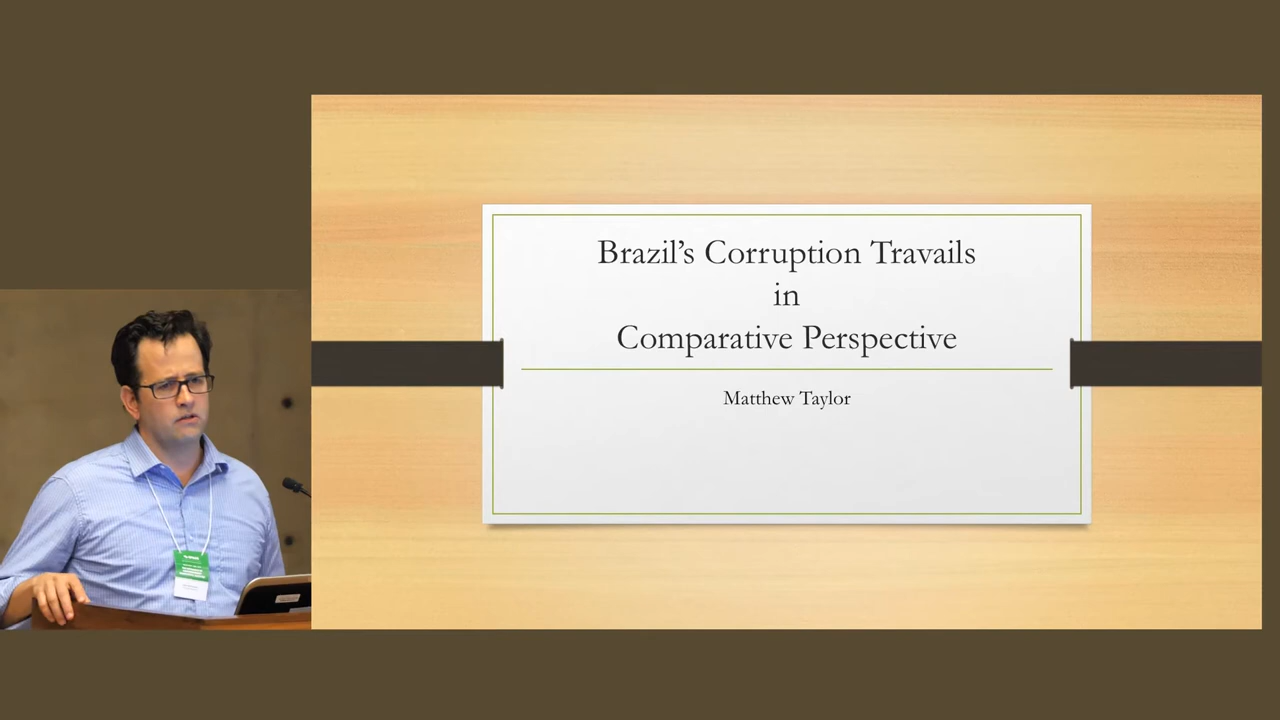 Brazil’s Corruption Travails
in
Comparative Perspective
Matthew Taylor